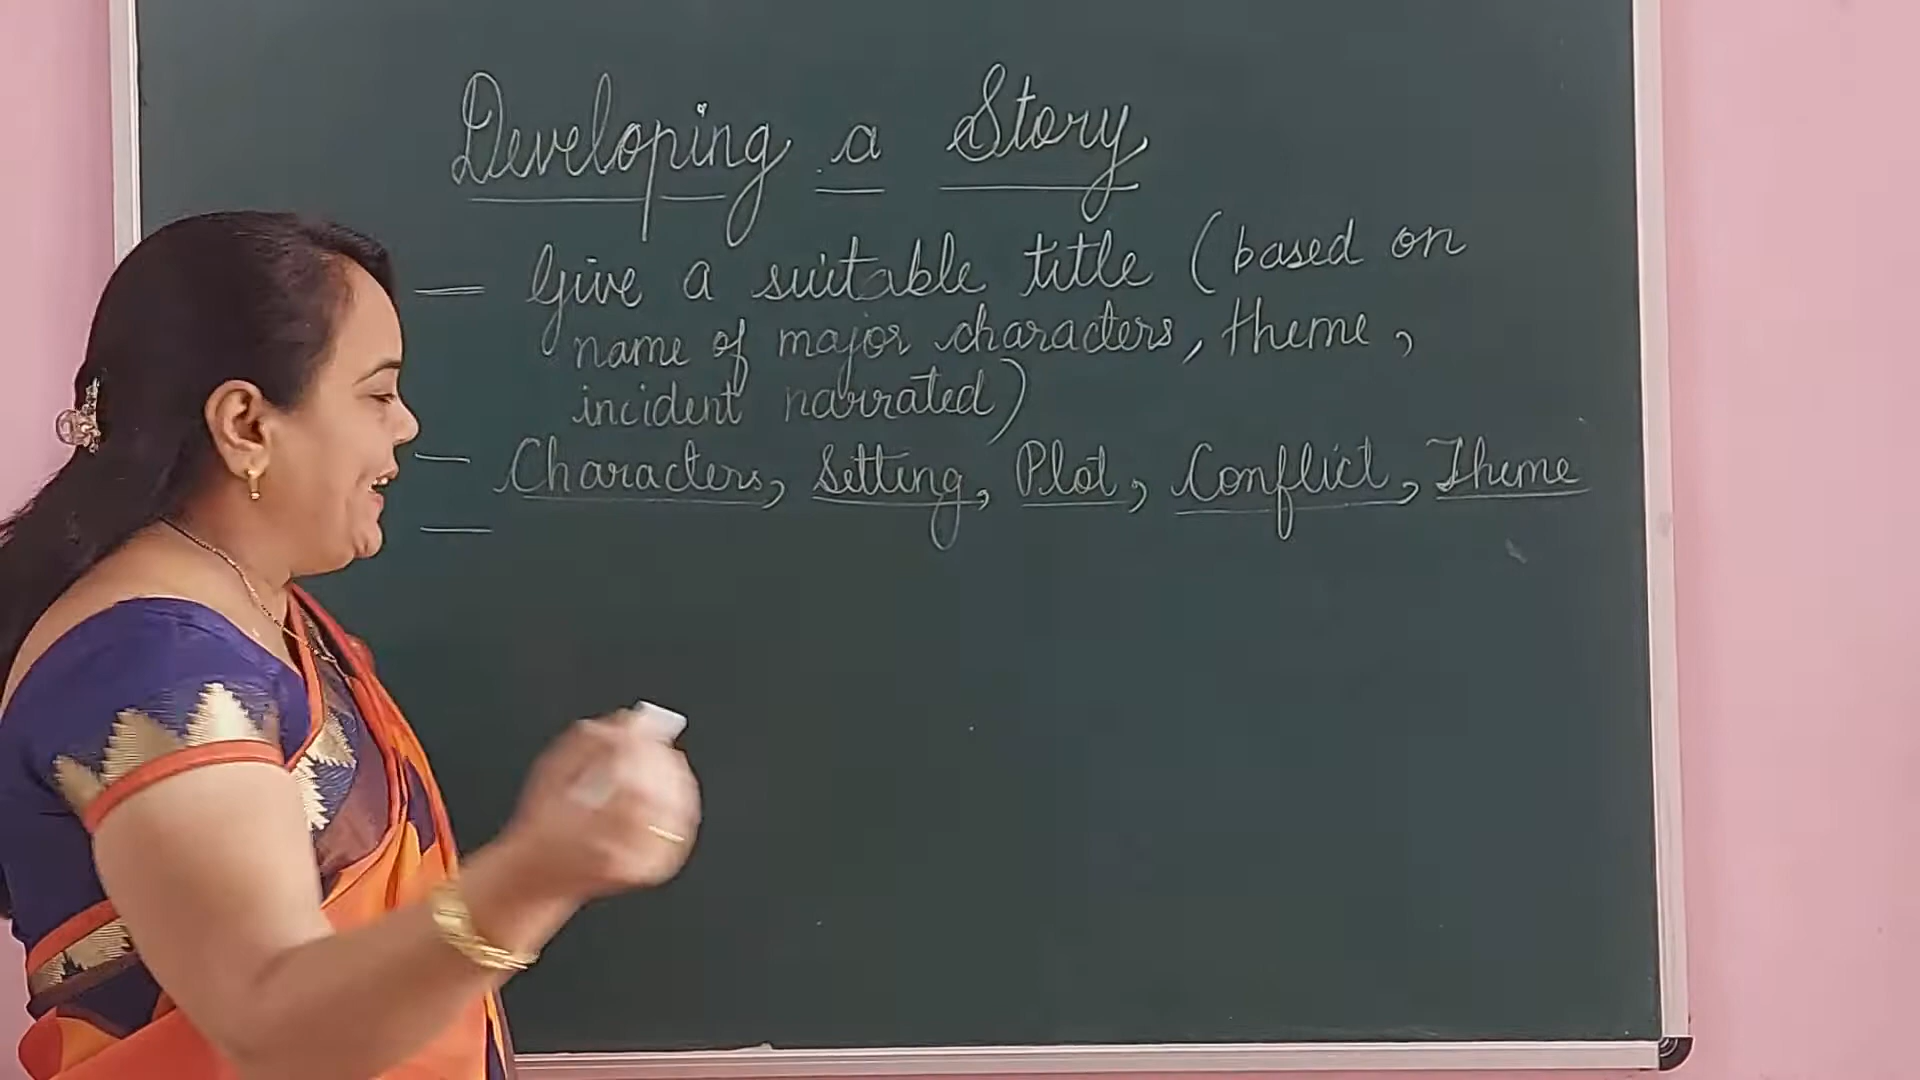 Developing a Story
— Give a suitable title (based on
name of major characters, theme,
incident narrated)
— Characters, Setting, Plot, Conflict, Theme
—